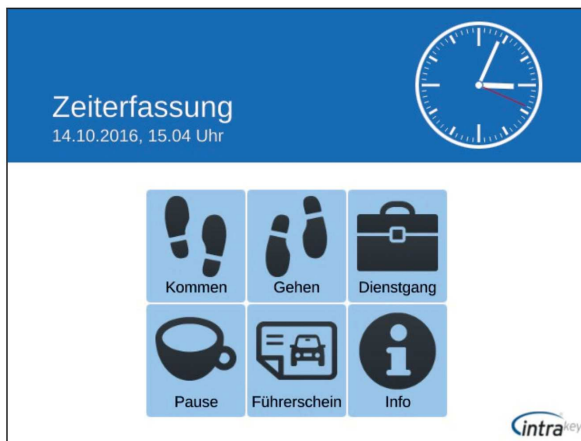 Zeiterfassung
14.10.2016, 15.04 Uhr
Kommen
Gehen
Dienstgang
Pause
Führerschein
Info
intrakey